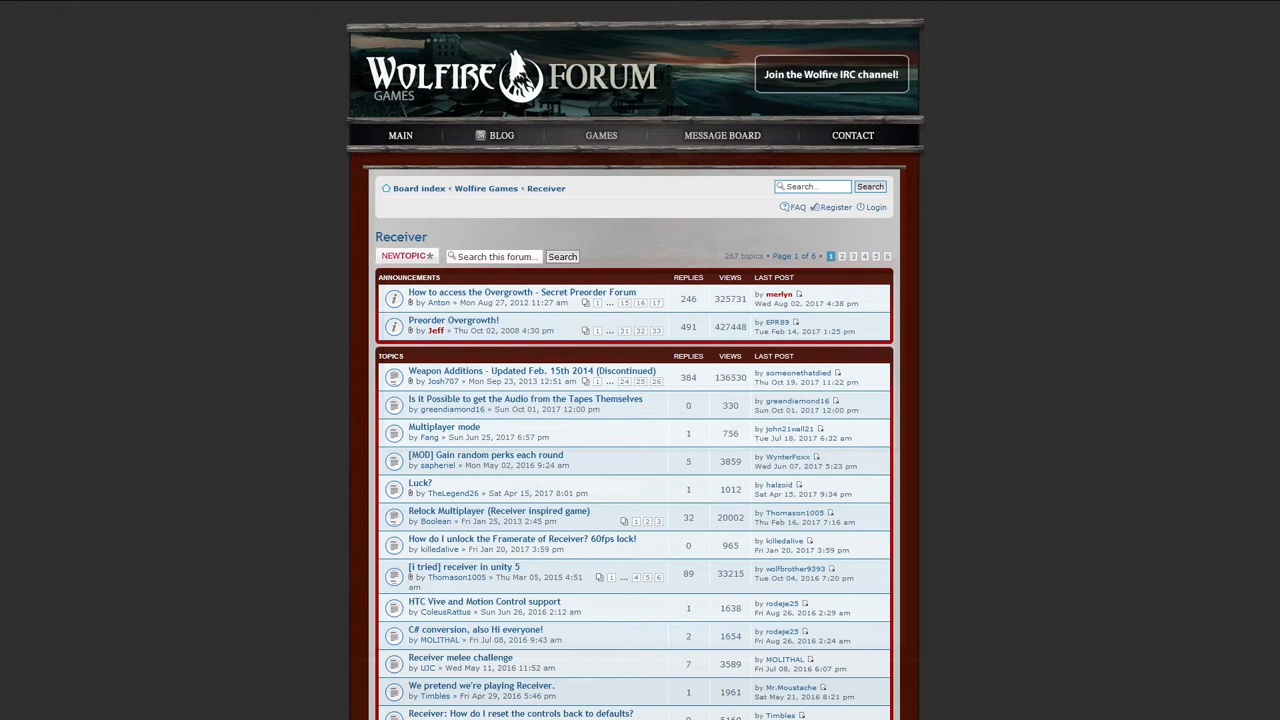 WOLFIRE FORUM
GAMES
Join the Wolfire IRC channel!
MAIN BLOG GAMES MESSAGE BOARD CONTACT
Board index ‹ Wolfire Games ‹ Receiver Search... Search
FAQ Register Login
Receiver
NEWTOPIC* Search this forum... Search 267 topics • Page 1 of 6 • 1 2 3 4 5 6
ANNOUNCEMENTS REPLIES VIEWS LAST POST
How to access the Overgrowth - Secret Preorder Forum
by Anton » Mon Aug 27, 2012 11:27 am 1 ... 15 16 17
246 325731
by merlyn
Wed Aug 02, 2017 4:38 pm
Preorder Overgrowth!
by Jeff » Thu Oct 02, 2008 4:30 pm 1 ... 31 32 33
491 427448
by EPR89
Tue Feb 14, 2017 1:25 pm
TOPICS REPLIES VIEWS LAST POST
Weapon Additions - Updated Feb. 15th 2014 (Discontinued)
by Josh707 » Mon Sep 23, 2013 12:51 am 1 ... 24 25 26
384 136530
by someonethatdied
Thu Oct 19, 2017 11:22 pm
Is it Possible to get the Audio from the Tapes Themselves
by greendiamond16 » Sun Oct 01, 2017 12:00 pm
0 330
by greendiamond16
Sun Oct 01, 2017 12:00 pm
Multiplayer mode
by Fang » Sun Jun 25, 2017 6:57 pm
1 756
by john21wall21
Tue Jul 18, 2017 6:32 am
[MOD] Gain random perks each round
by sapheriel » Mon May 02, 2016 9:24 am
5 3859
by WynterFoxx
Wed Jun 07, 2017 5:23 pm
Luck?
by TheLegend26 » Sat Apr 15, 2017 8:01 pm
1 1012
by halzoid
Sat Apr 15, 2017 9:34 pm
Relock Multiplayer (Receiver inspired game)
by Boolean » Fri Jan 25, 2013 2:45 pm 1 2 3
32 20002
by Thomason1005
Thu Feb 16, 2017 7:16 am
How do I unlock the Framerate of Receiver? 60fps lock!
by killedalive » Fri Jan 20, 2017 3:59 pm
0 965
by killedalive
Fri Jan 20, 2017 3:59 pm
[i tried] receiver in unity 5
by Thomason1005 » Thu Mar 05, 2015 4:51 am 1 ... 4 5 6
89 33215
by wolfbrother9393
Tue Oct 04, 2016 7:20 pm
HTC Vive and Motion Control support
by ColeusRattus » Sun Jun 26, 2016 2:12 am
1 1638
by rodeje25
Fri Aug 26, 2016 2:29 am
C# conversion, also Hi everyone!
by MOLITHAL » Fri Jul 08, 2016 9:43 am
2 1654
by rodeje25
Fri Aug 26, 2016 2:24 am
Receiver melee challenge
by UJC » Wed May 11, 2016 11:52 am
7 3589
by MOLITHAL
Fri Jul 08, 2016 6:07 pm
We pretend we're playing Receiver.
by Timbles » Fri Apr 29, 2016 5:46 pm
1 1961
by Mr.Moustache
Sat May 21, 2016 8:21 pm
Receiver: How do I reset the controls back to defaults?
by Timbles